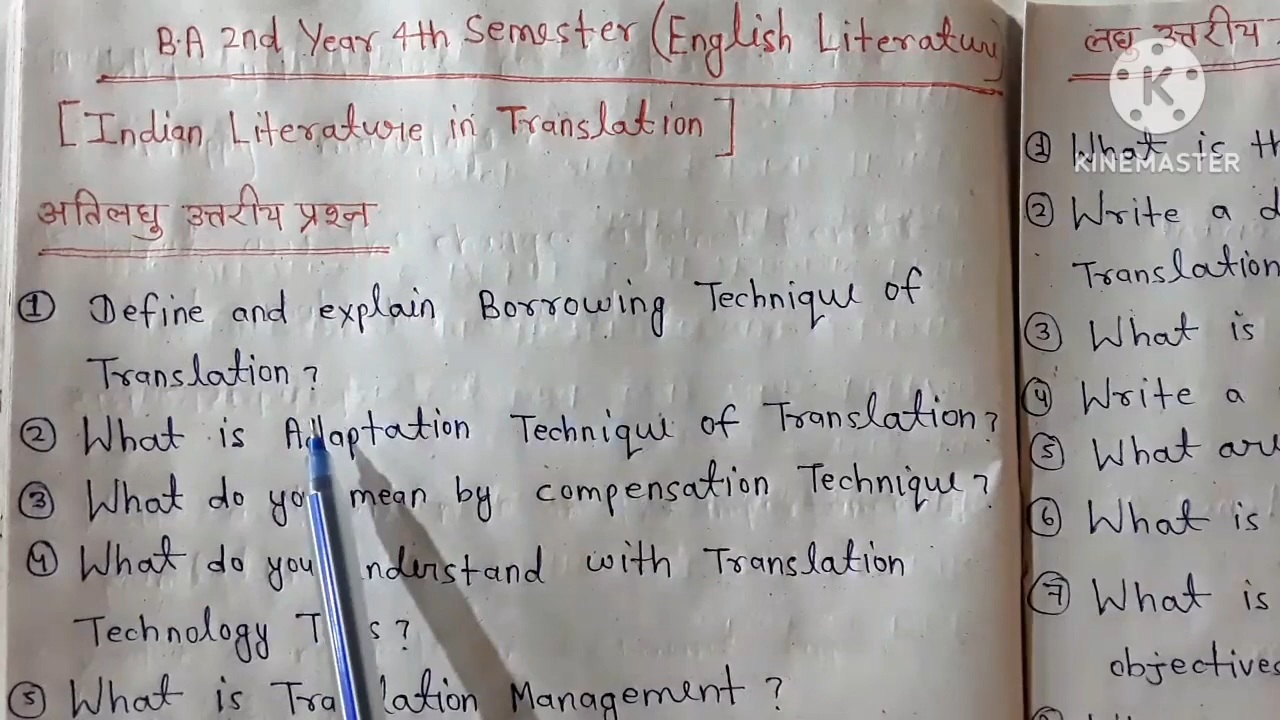 B.A 2nd Year 4th Semester (English Literature)
[Indian Literature in Translation]
अतिलघु उत्तरीय प्रश्न
① Define and explain Borrowing Technique of
Translation?
② What is Adaptation Technique of Translation?
③ What do you mean by compensation Technique?
④ What do you understand with Translation
Technology T s?
⑤ What is Translation Management?
लघु उत्तरीय
K
KINEMASTER
① What is th
② Write a d
Translation
③ What is
④ Write a
⑤ What are
⑥ What is
⑦ What is
objectives